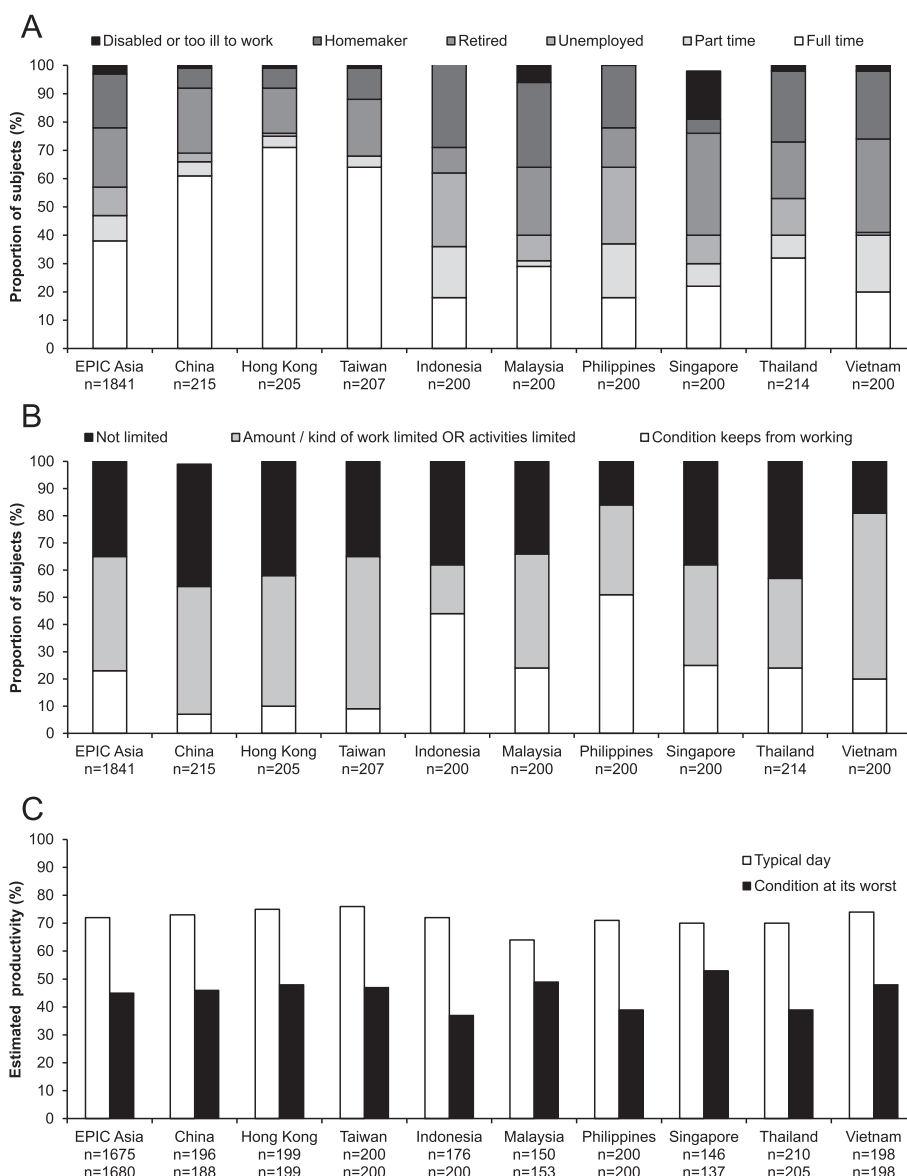 A
Disabled or too ill to work Homemaker Retired Unemployed Part time Full time
Proportion of subjects (%)
100
90
80
70
60
50
40
30
20
10
0
EPIC Asia China Hong Kong Taiwan Indonesia Malaysia Philippines Singapore Thailand Vietnam
n=1841 n=215 n=205 n=207 n=200 n=200 n=200 n=200 n=214 n=200
B
Not limited Amount / kind of work limited OR activities limited Condition keeps from working
Proportion of subjects (%)
100
90
80
70
60
50
40
30
20
10
0
EPIC Asia China Hong Kong Taiwan Indonesia Malaysia Philippines Singapore Thailand Vietnam
n=1841 n=215 n=205 n=207 n=200 n=200 n=200 n=200 n=214 n=200
C
Typical day
Condition at its worst
Estimated productivity (%)
100
90
80
70
60
50
40
30
20
10
0
EPIC Asia China Hong Kong Taiwan Indonesia Malaysia Philippines Singapore Thailand Vietnam
n=1675 n=196 n=199 n=200 n=176 n=150 n=200 n=146 n=210 n=198
n=1680 n=188 n=199 n=200 n=200 n=153 n=200 n=137 n=205 n=198